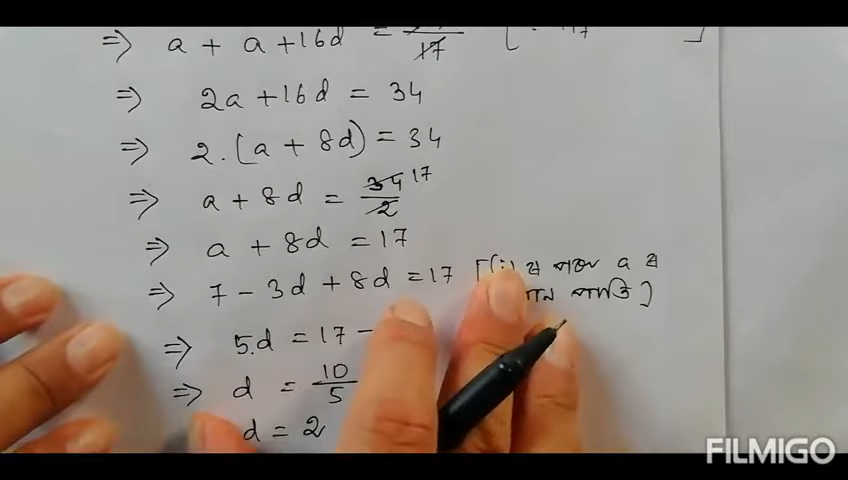 ⇒ a + a + 16d =
⇒ 2a + 16d = 34
⇒ 2.(a + 8d) = 34
⇒ a + 8d = 34/2 17
⇒ a + 8d = 17
⇒ 7 - 3d + 8d = 17 a ৰ
⇒ 5.d = 17 -
⇒ d = 10/5
d = 2
FILMIGO